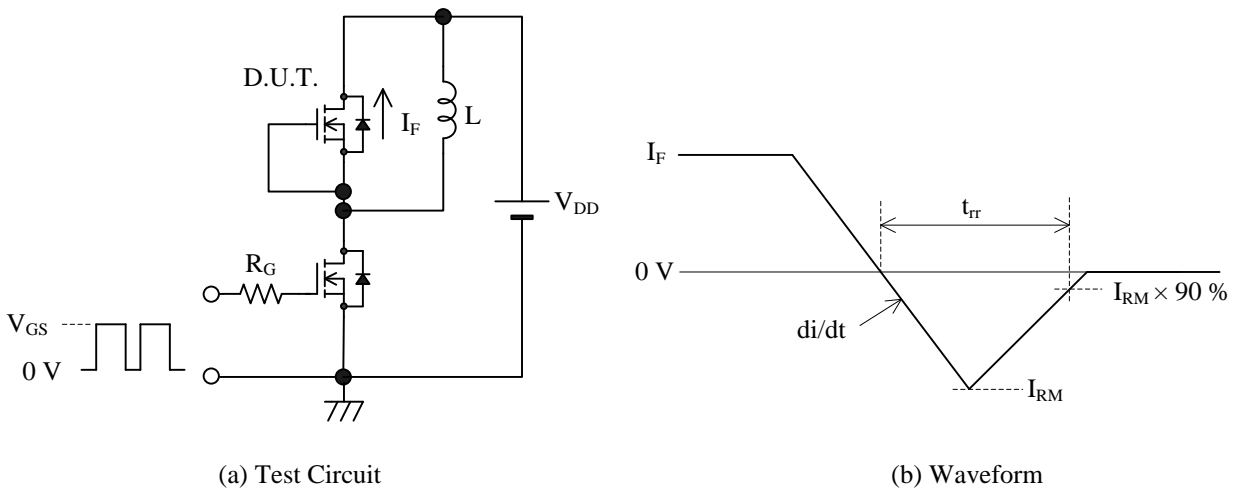 D.U.T.
I_F
L
V_DD
R_G
V_GS
0 V
(a) Test Circuit
I_F
t_rr
0 V
I_RM × 90 %
di/dt
I_RM
(b) Waveform